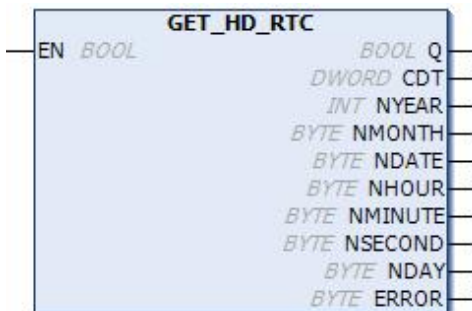 GET_HD_RTC
EN BOOL BOOL Q
DWORD CDT
INT NYEAR
BYTE NMONTH
BYTE NDATE
BYTE NHOUR
BYTE NMINUTE
BYTE NSECOND
BYTE NDAY
BYTE ERROR